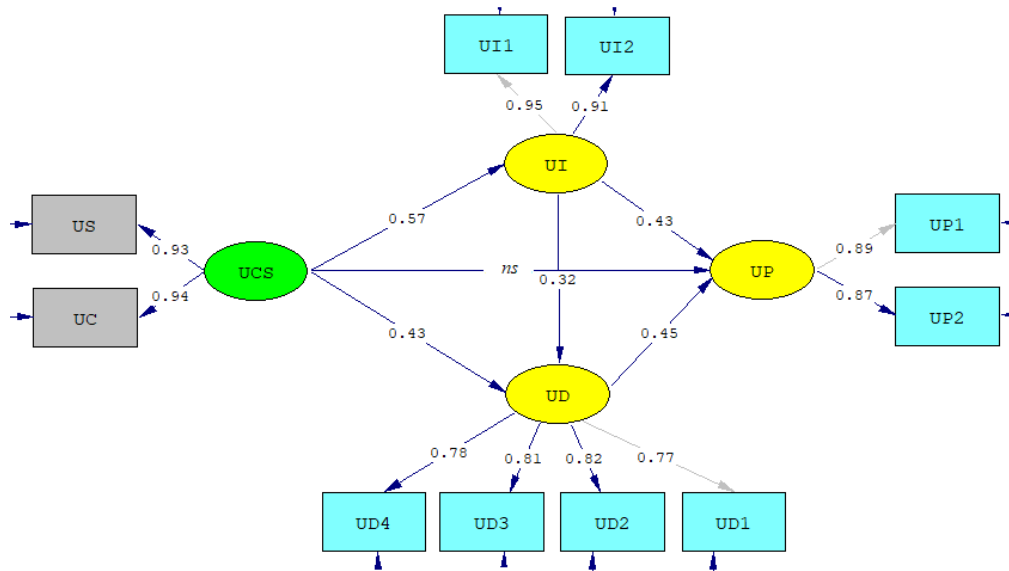 UI1
UI2
0.95
0.91
UI
US
0.93
0.57
0.43
UP1
0.89
UCS
ns
0.32
UP
0.94
UC
0.43
0.45
0.87
UP2
UD
0.78
0.81
0.82
0.77
UD4
UD3
UD2
UD1